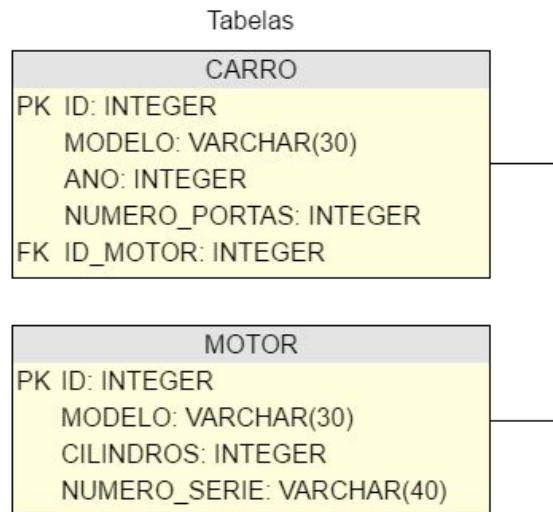 Tabelas
CARRO
PK ID: INTEGER
MODELO: VARCHAR(30)
ANO: INTEGER
NUMERO_PORTAS: INTEGER
FK ID_MOTOR: INTEGER
MOTOR
PK ID: INTEGER
MODELO: VARCHAR(30)
CILINDROS: INTEGER
NUMERO_SERIE: VARCHAR(40)